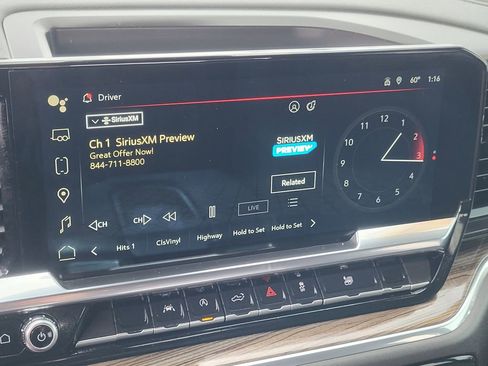 Driver
60° 1:16
SiriusXM
Ch 1 SiriusXM Preview
Great Offer Now!
844-711-8800
SIRIUSXM
PREVIEW
Related
CH CH LIVE
Hits 1 ClsVinyl Highway Hold to Set Hold to Set
12
1
2
3
4
5
6
7
8
9
10
11